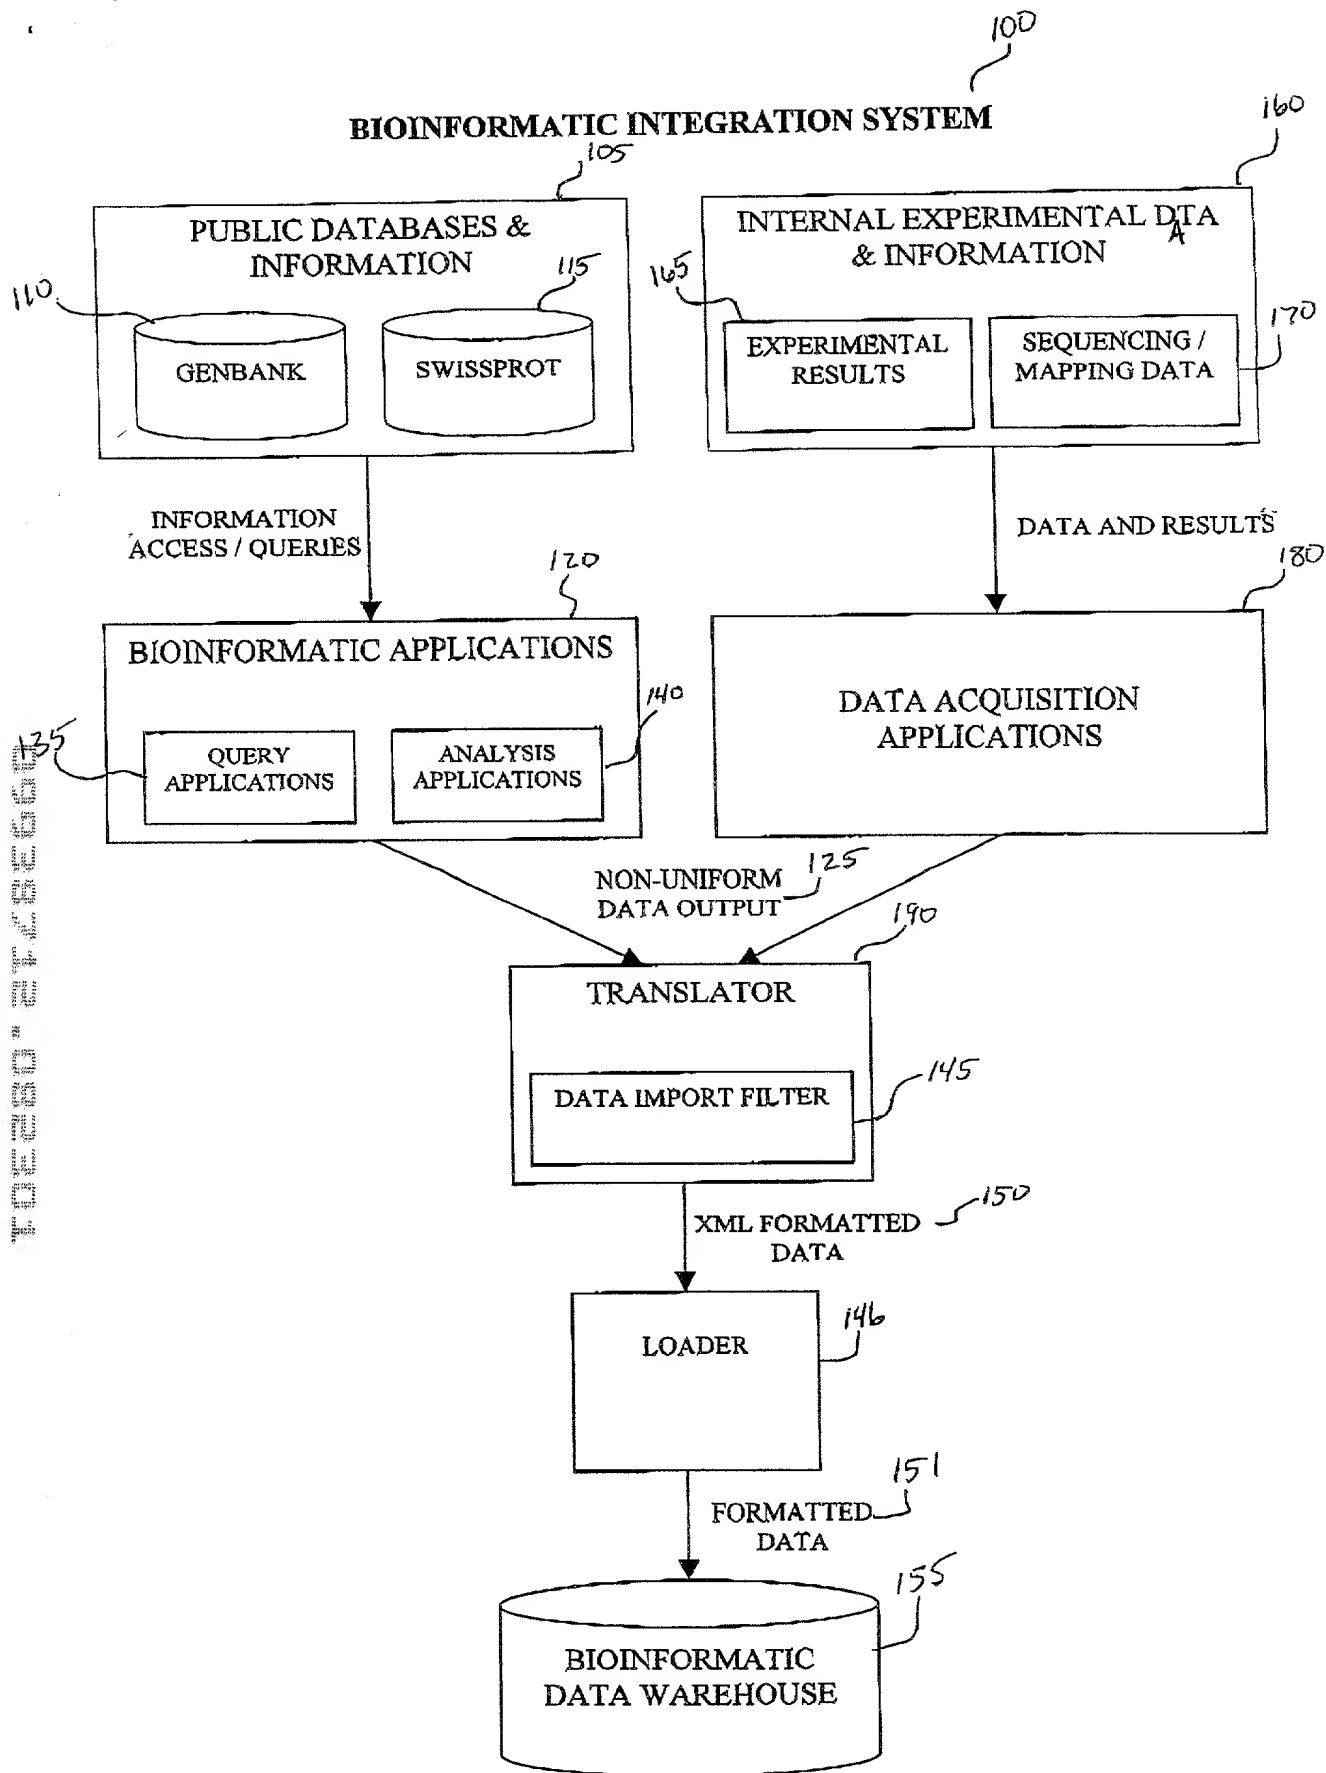 100
BIOINFORMATIC INTEGRATION SYSTEM
105
160
PUBLIC DATABASES &
INFORMATION
110
115
GENBANK
SWISSPROT
INTERNAL EXPERIMENTAL DATA
& INFORMATION
165
170
EXPERIMENTAL
RESULTS
SEQUENCING /
MAPPING DATA
INFORMATION
ACCESS / QUERIES
DATA AND RESULTS
120
180
BIOINFORMATIC APPLICATIONS
135
140
QUERY
APPLICATIONS
ANALYSIS
APPLICATIONS
DATA ACQUISITION
APPLICATIONS
NON-UNIFORM
DATA OUTPUT
125
190
TRANSLATOR
DATA IMPORT FILTER
145
XML FORMATTED
DATA
150
LOADER
146
FORMATTED
DATA
151
155
BIOINFORMATIC
DATA WAREHOUSE